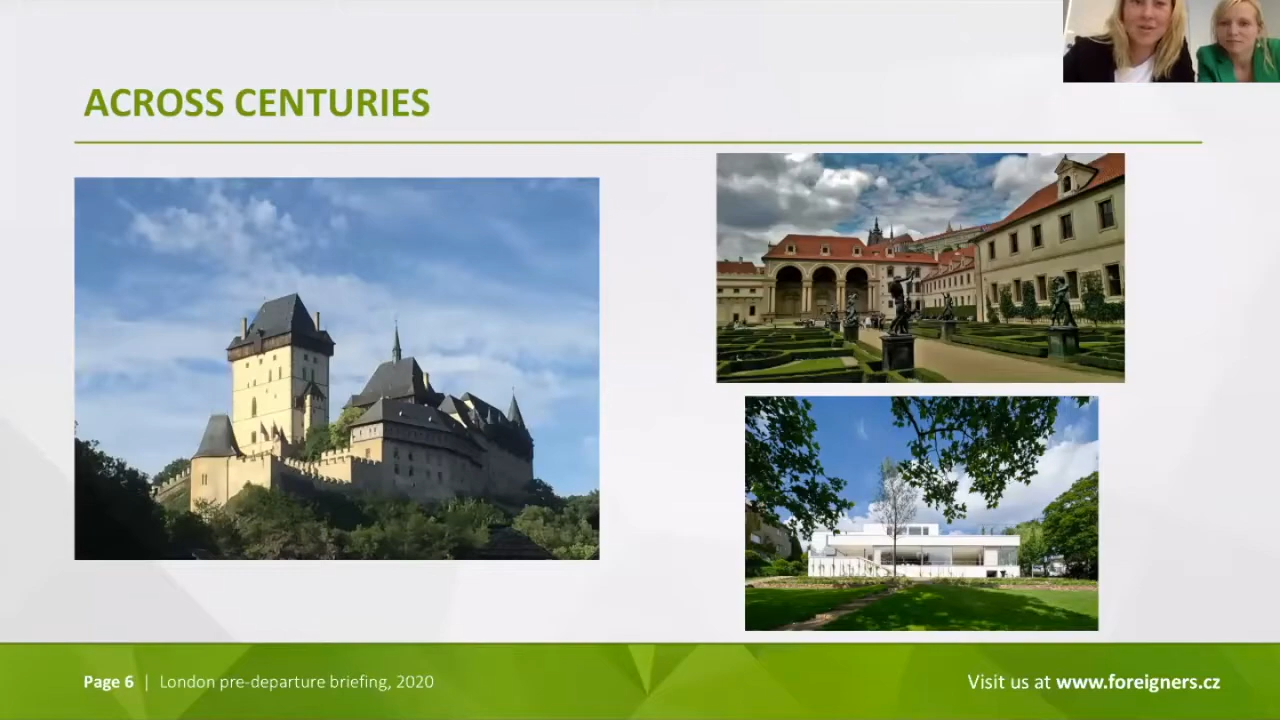 ACROSS CENTURIES
Page 6 | London pre-departure briefing, 2020
Visit us at www.foreigners.cz